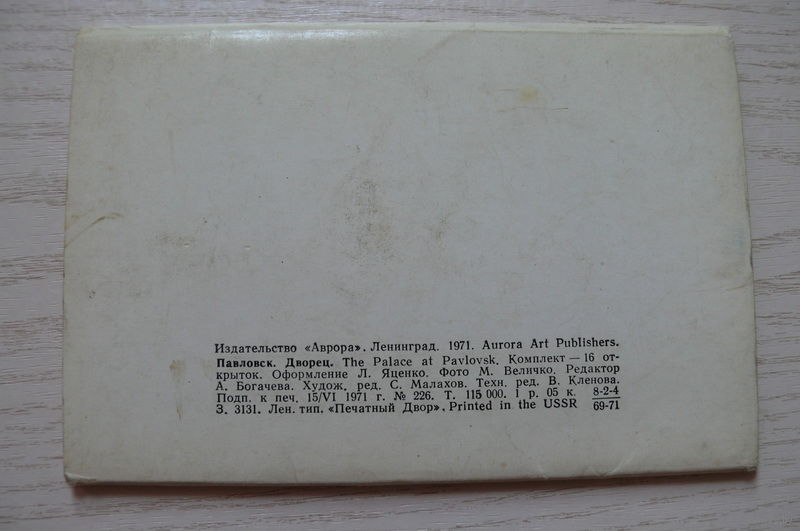 Издательство «Аврора». Ленинград. 1971. Aurora Art Publishers.
Павловск. Дворец. The Palace at Pavlovsk. Комплект — 16 от-
крыток. Оформление Л. Яценко. Фото М. Величко. Редактор
А. Богачева. Худож. ред. С. Малахов. Техн. ред. В. Кленова.
Подп. к печ. 15/VI 1971 г. № 226. Т. 115 000. 1 р. 05 к. 8-2-4
З. 3131. Лен. тип. «Печатный Двор». Printed in the USSR 69-71